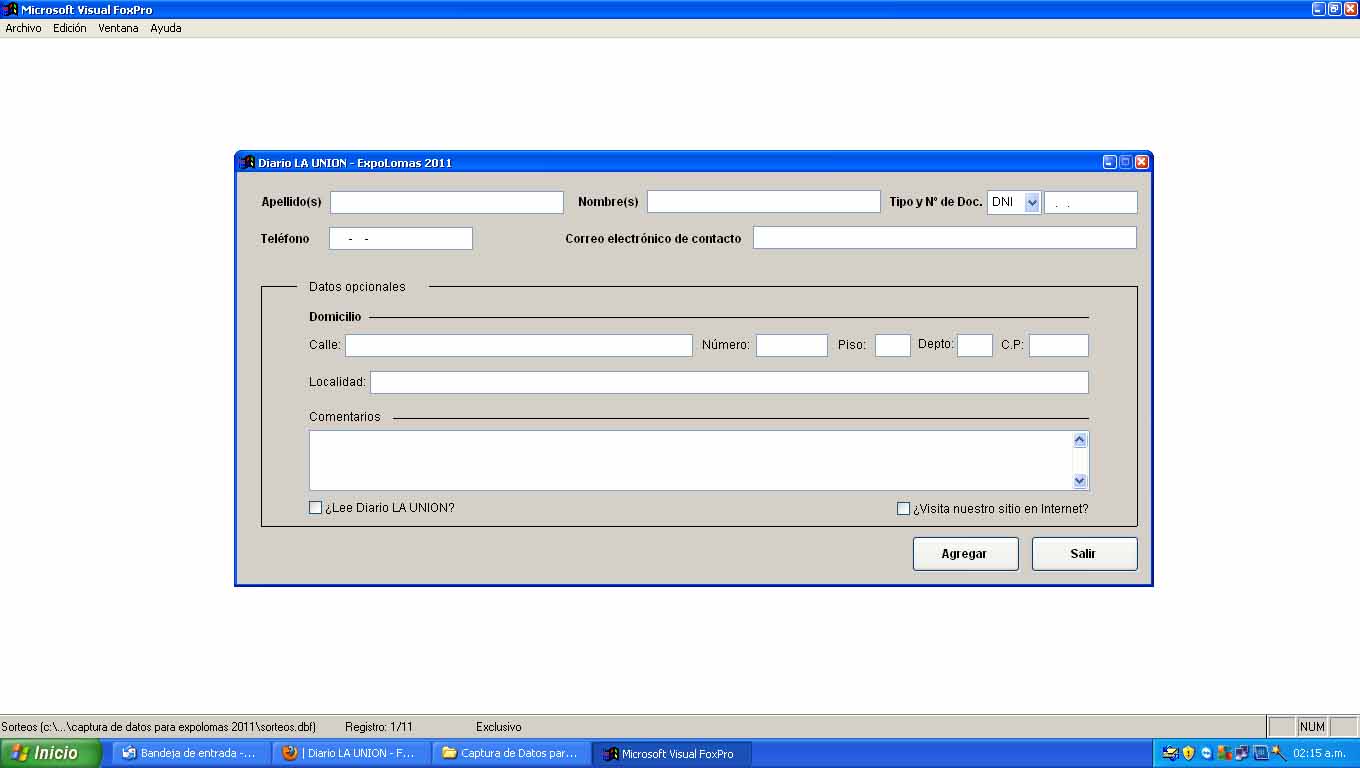 Microsoft Visual FoxPro
Archivo Edición Ventana Ayuda
Diario LA UNION - ExpoLomas 2011
Apellido(s) Nombre(s) Tipo y N° de Doc. DNI . .
Teléfono - - Correo electrónico de contacto
Datos opcionales
Domicilio
Calle: Número: Piso: Depto: C.P:
Localidad:
Comentarios
¿Lee Diario LA UNION? ¿Visita nuestro sitio en Internet?
Agregar Salir
Sorteos (c:\...\captura de datos para expolomas 2011\sorteos.dbf) Registro: 1/11 Exclusivo NUM
Inicio Bandeja de entrada -... | Diario LA UNION - F... Captura de Datos par... Microsoft Visual FoxPro 02:15 a.m.